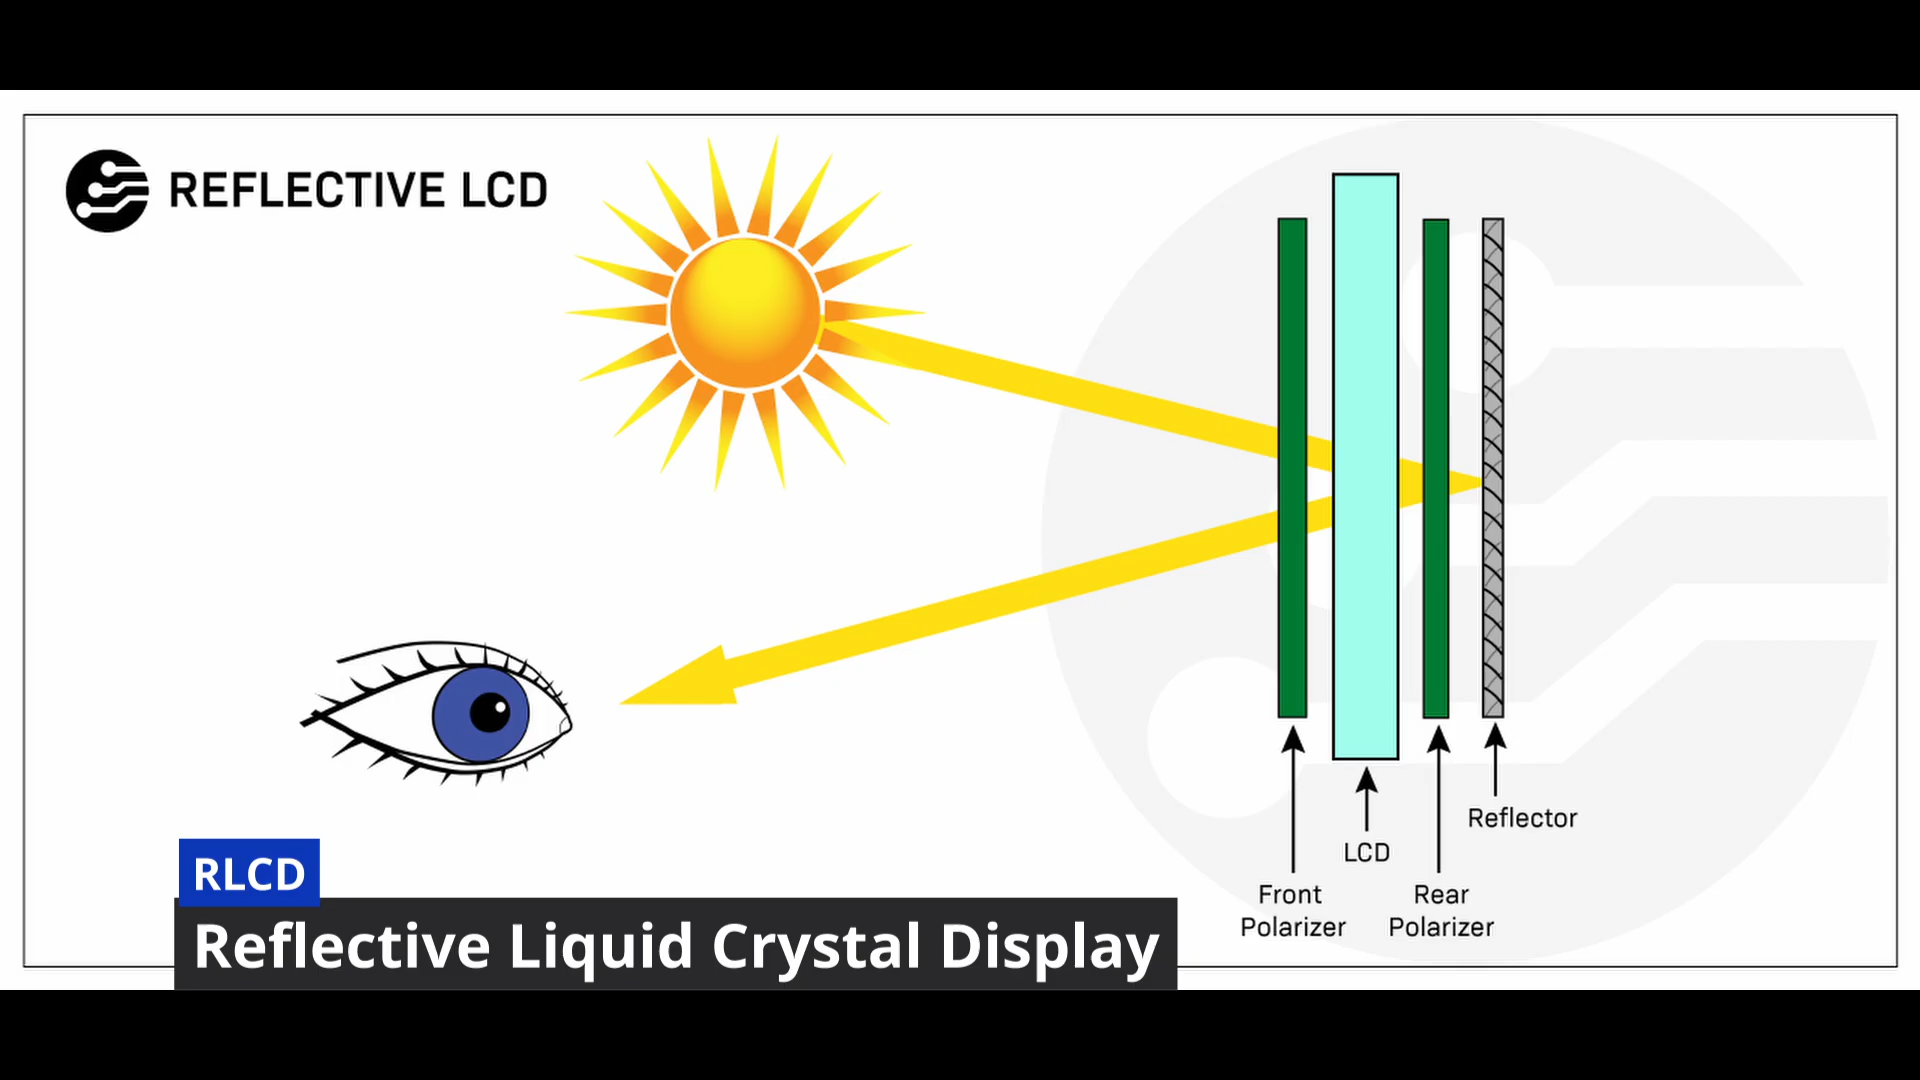 REFLECTIVE LCD
Reflector
LCD
Front
Polarizer
Rear
Polarizer
RLCD
Reflective Liquid Crystal Display